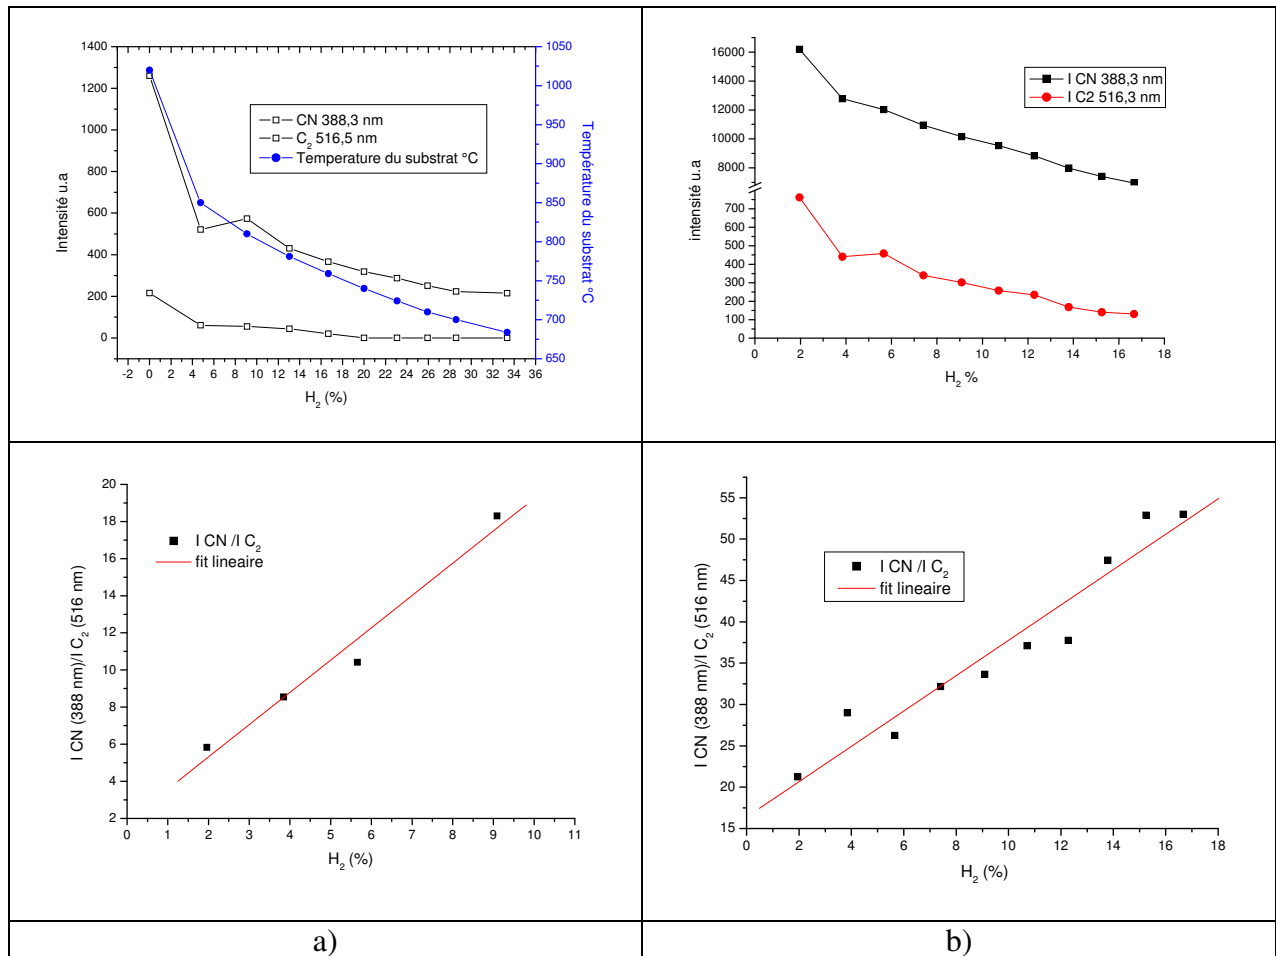 1400
1200
1000
800
600
400
200
0
Intensité u.a
-2 0 2 4 6 8 10 12 14 16 18 20 22 24 26 28 30 32 34 36
H2 (%)
1050
1000
950
900
850
800
750
700
650
Température du substrat °C
CN 388,3 nm
C2 516,5 nm
Temperature du substrat °C
16000
14000
12000
10000
8000
700
600
500
400
300
200
100
0
intensité u.a
0 2 4 6 8 10 12 14 16 18
H2 %
I CN 388,3 nm
I C2 516,3 nm
20
18
16
14
12
10
8
6
4
2
I CN (388 nm)/I C2 (516 nm)
0 1 2 3 4 5 6 7 8 9 10 11
H2 (%)
I CN /I C2
fit lineaire
55
50
45
40
35
30
25
20
15
I CN (388 nm)/I C2 (516 nm)
0 2 4 6 8 10 12 14 16 18
H2 (%)
I CN /I C2
fit lineaire
a)
b)